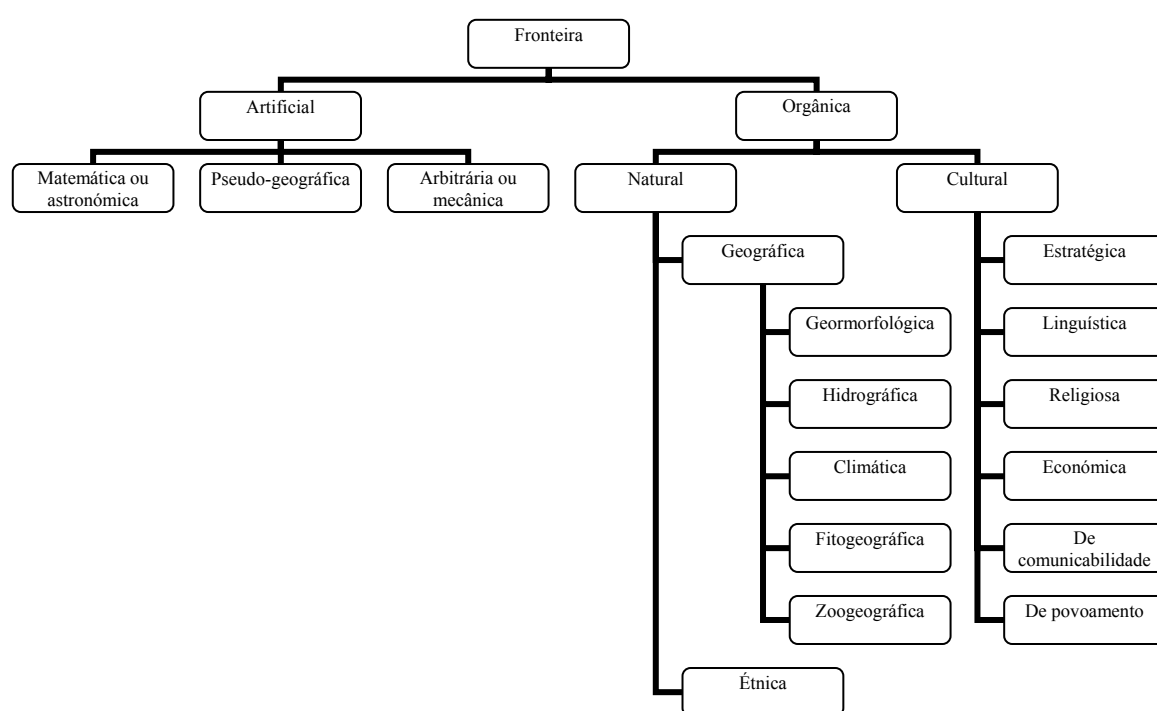 Fronteira
Artificial
Orgânica
Matemática ou
astronómica
Pseudo-geográfica
Arbitrária ou
mecânica
Natural
Cultural
Geográfica
Estratégica
Geormorfológica
Linguística
Hidrográfica
Religiosa
Climática
Económica
Fitogeográfica
De
comunicabilidade
Zoogeográfica
De povoamento
Étnica